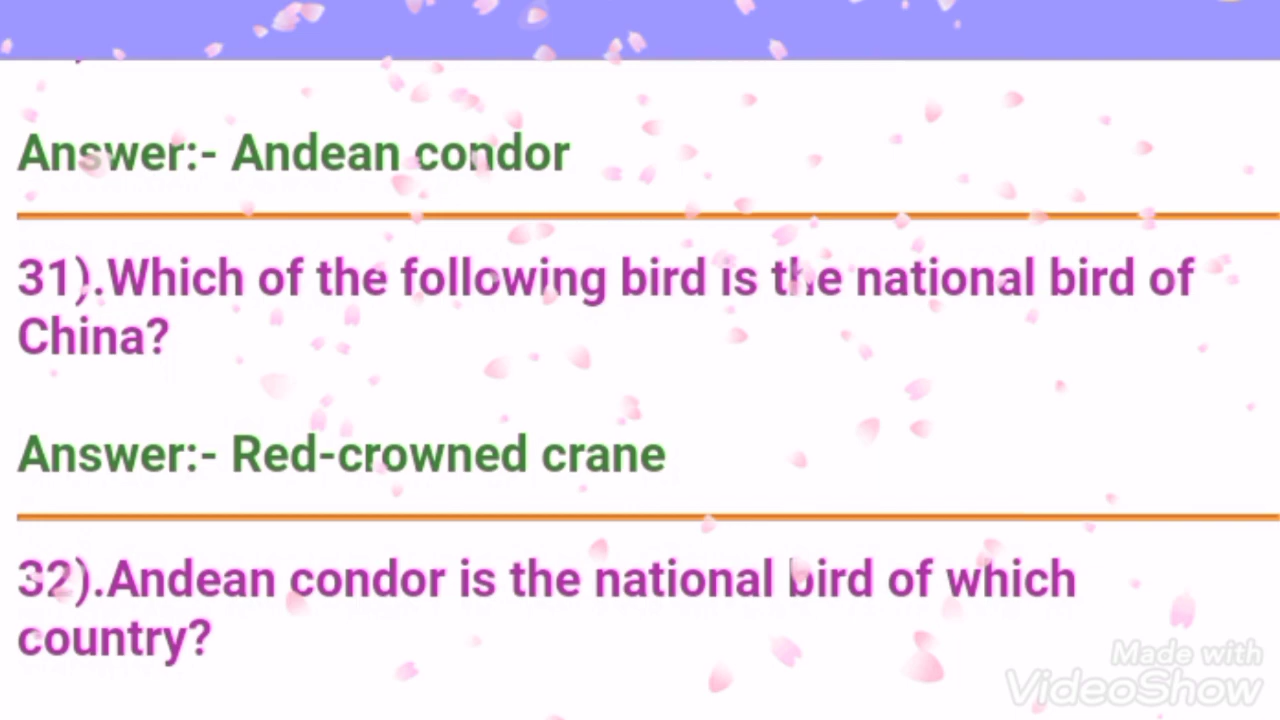 Answer:- Andean condor
31).Which of the following bird is the national bird of
China?
Answer:- Red-crowned crane
32).Andean condor is the national bird of which
country?
Made with
VideoShow